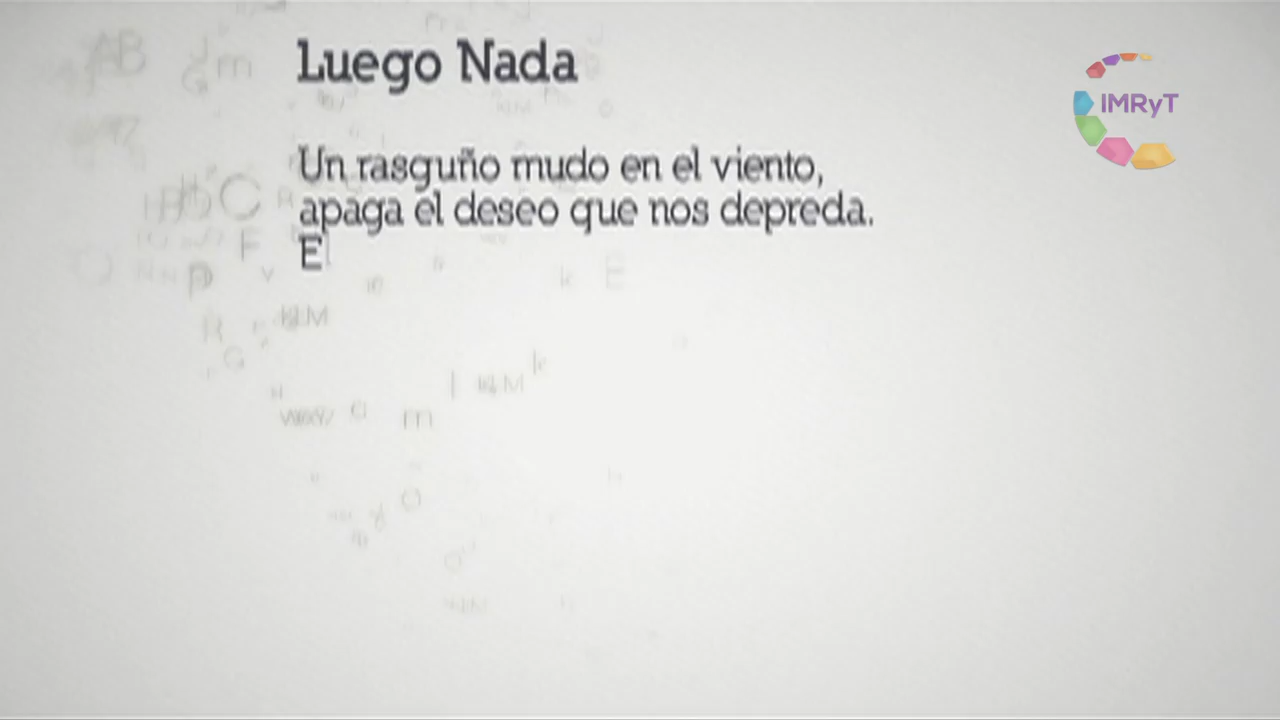 Luego Nada
IMRyT
Un rasguño mudo en el viento,
apaga el deseo que nos depreda.
E